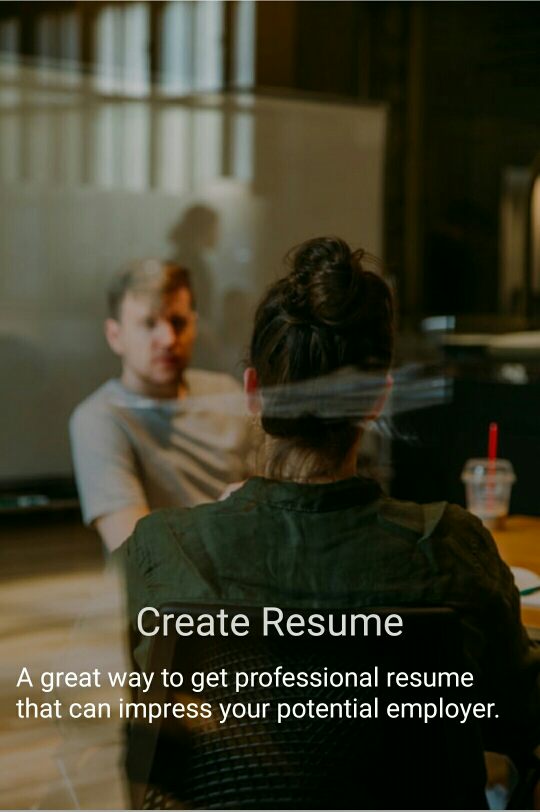 Create Resume
A great way to get professional resume
that can impress your potential employer.